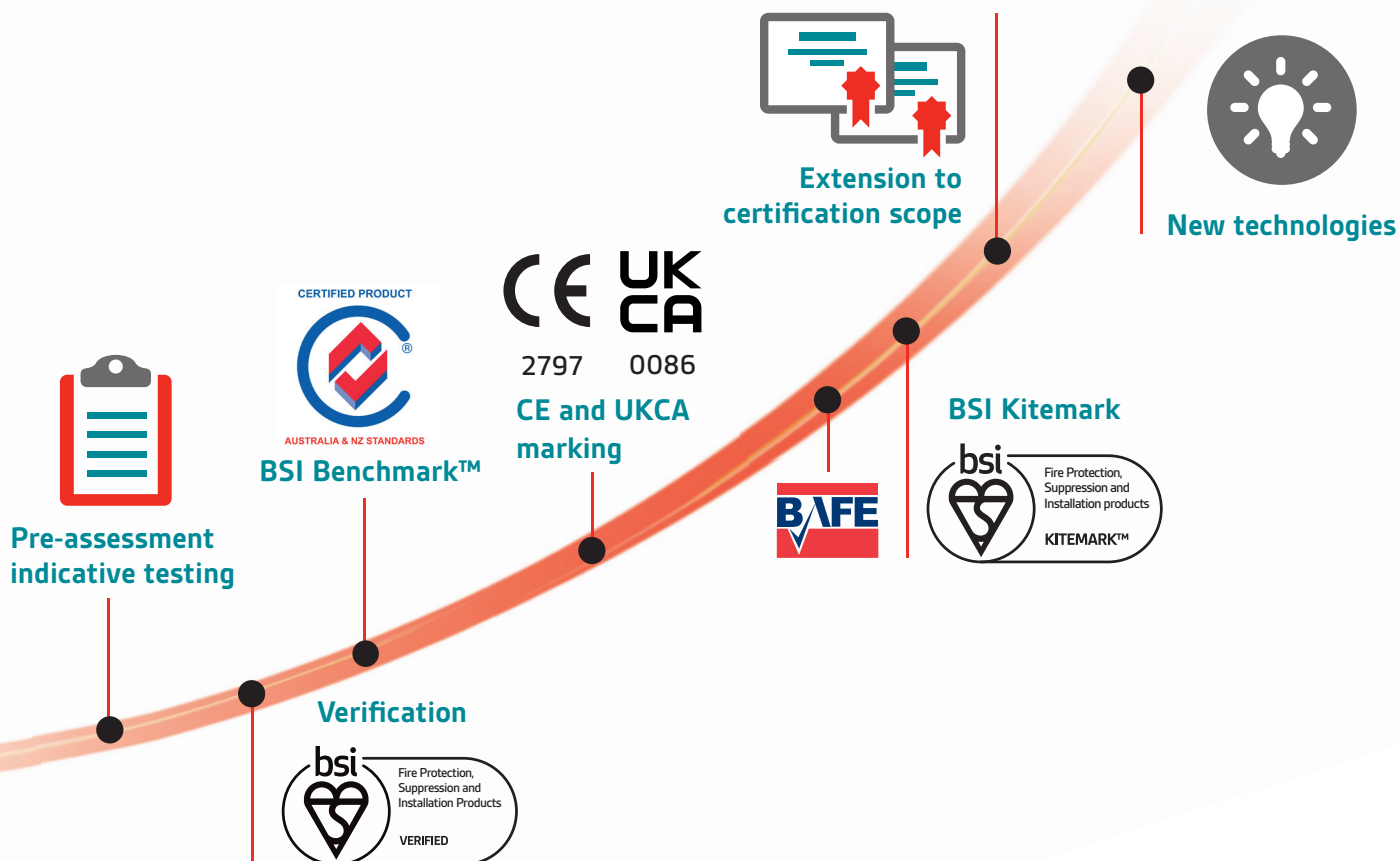 Extension to
certification scope
New technologies
CERTIFIED PRODUCT
®
AUSTRALIA & NZ STANDARDS
BSI Benchmark™
CE
UK
CA
2797
0086
CE and UKCA
marking
BSI Kitemark
bsi
Fire Protection,
Suppression and
Installation products
KITEMARK™
BAFE
Pre-assessment
indicative testing
Verification
bsi
Fire Protection,
Suppression and
Installation Products
VERIFIED